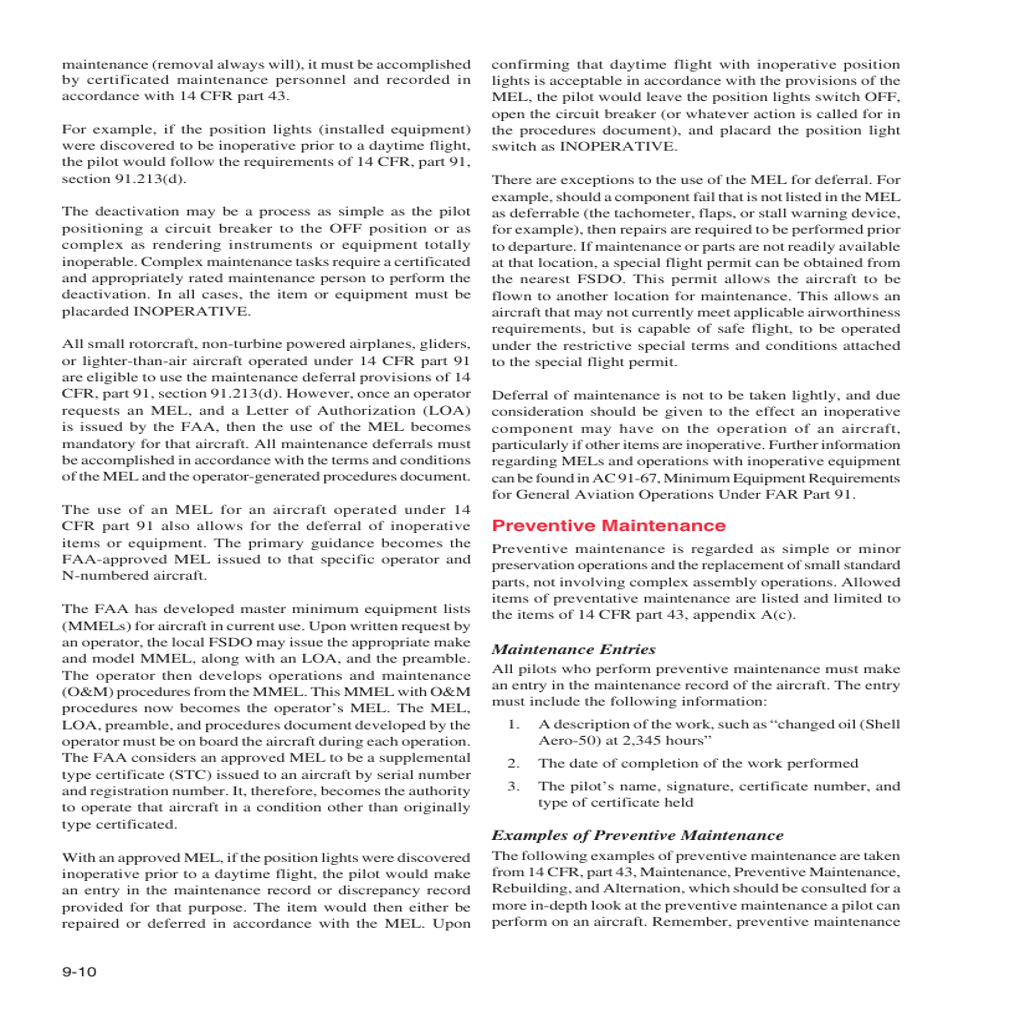 maintenance (removal always will), it must be accomplished
by certificated maintenance personnel and recorded in
accordance with 14 CFR part 43.
For example, if the position lights (installed equipment)
were discovered to be inoperative prior to a daytime flight,
the pilot would follow the requirements of 14 CFR, part 91,
section 91.213(d).
The deactivation may be a process as simple as the pilot
positioning a circuit breaker to the OFF position or as
complex as rendering instruments or equipment totally
inoperable. Complex maintenance tasks require a certificated
and appropriately rated maintenance person to perform the
deactivation. In all cases, the item or equipment must be
placarded INOPERATIVE.
All small rotorcraft, non-turbine powered airplanes, gliders,
or lighter-than-air aircraft operated under 14 CFR part 91
are eligible to use the maintenance deferral provisions of 14
CFR, part 91, section 91.213(d). However, once an operator
requests an MEL, and a Letter of Authorization (LOA)
is issued by the FAA, then the use of the MEL becomes
mandatory for that aircraft. All maintenance deferrals must
be accomplished in accordance with the terms and conditions
of the MEL and the operator-generated procedures document.
The use of an MEL for an aircraft operated under 14
CFR part 91 also allows for the deferral of inoperative
items or equipment. The primary guidance becomes the
FAA-approved MEL issued to that specific operator and
N-numbered aircraft.
The FAA has developed master minimum equipment lists
(MMELs) for aircraft in current use. Upon written request by
an operator, the local FSDO may issue the appropriate make
and model MMEL, along with an LOA, and the preamble.
The operator then develops operations and maintenance
(O&M) procedures from the MMEL. This MMEL with O&M
procedures now becomes the operator's MEL. The MEL,
LOA, preamble, and procedures document developed by the
operator must be on board the aircraft during each operation.
The FAA considers an approved MEL to be a supplemental
type certificate (STC) issued to an aircraft by serial number
and registration number. It, therefore, becomes the authority
to operate that aircraft in a condition other than originally
type certificated.
With an approved MEL, if the position lights were discovered
inoperative prior to a daytime flight, the pilot would make
an entry in the maintenance record or discrepancy record
provided for that purpose. The item would then either be
repaired or deferred in accordance with the MEL. Upon
confirming that daytime flight with inoperative position
lights is acceptable in accordance with the provisions of the
MEL, the pilot would leave the position lights switch OFF,
open the circuit breaker (or whatever action is called for in
the procedures document), and placard the position light
switch as INOPERATIVE.
There are exceptions to the use of the MEL for deferral. For
example, should a component fail that is not listed in the MEL
as deferrable (the tachometer, flaps, or stall warning device,
for example), then repairs are required to be performed prior
to departure. If maintenance or parts are not readily available
at that location, a special flight permit can be obtained from
the nearest FSDO. This permit allows the aircraft to be
flown to another location for maintenance. This allows an
aircraft that may not currently meet applicable airworthiness
requirements, but is capable of safe flight, to be operated
under the restrictive special terms and conditions attached
to the special flight permit.
Deferral of maintenance is not to be taken lightly, and due
consideration should be given to the effect an inoperative
component may have on the operation of an aircraft,
particularly if other items are inoperative. Further information
regarding MELs and operations with inoperative equipment
can be found in AC 91-67, Minimum Equipment Requirements
for General Aviation Operations Under FAR Part 91.
Preventive Maintenance
Preventive maintenance is regarded as simple or minor
preservation operations and the replacement of small standard
parts, not involving complex assembly operations. Allowed
items of preventative maintenance are listed and limited to
the items of 14 CFR part 43, appendix A(c).
Maintenance Entries
All pilots who perform preventive maintenance must make
an entry in the maintenance record of the aircraft. The entry
must include the following information:
1. A description of the work, such as “changed oil (Shell
Aero-50) at 2,345 hours”
2. The date of completion of the work performed
3. The pilot's name, signature, certificate number, and
type of certificate held
Examples of Preventive Maintenance
The following examples of preventive maintenance are taken
from 14 CFR, part 43, Maintenance, Preventive Maintenance,
Rebuilding, and Alternation, which should be consulted for a
more in-depth look at the preventive maintenance a pilot can
perform on an aircraft. Remember, preventive maintenance
9-10